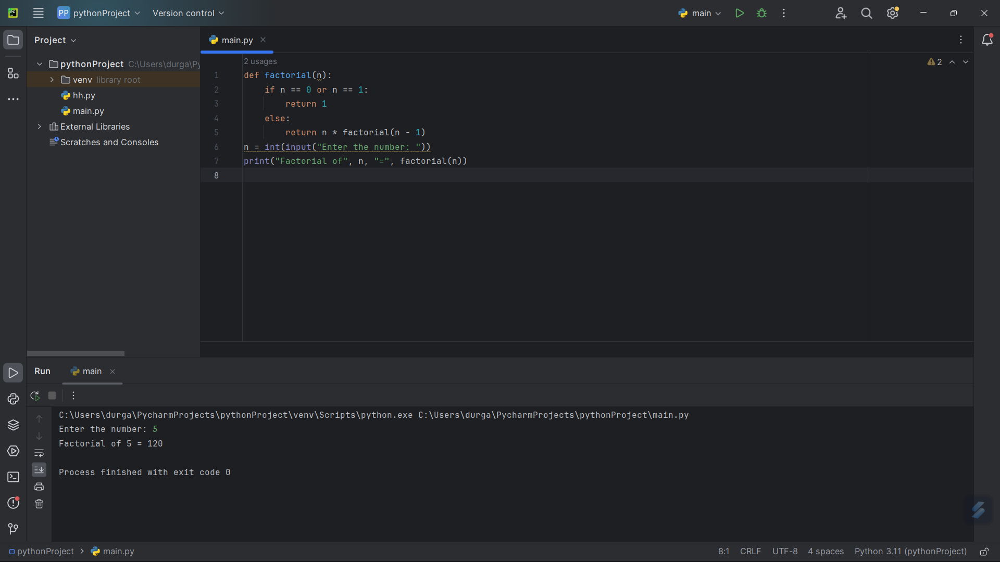 PC
PP pythonProject
Version control
main
Project
main.py
pythonProject C:\Users\durga\Py
venv library root
hh.py
main.py
External Libraries
Scratches and Consoles
2 usages
2
1 def factorial(n):
2 if n == 0 or n == 1:
3 return 1
4 else:
5 return n * factorial(n - 1)
6 n = int(input("Enter the number: "))
7 print("Factorial of", n, "=", factorial(n))
8
Run
main
C:\Users\durga\PycharmProjects\pythonProject\venv\Scripts\python.exe C:\Users\durga\PycharmProjects\pythonProject\main.py
Enter the number: 5
Factorial of 5 = 120
Process finished with exit code 0
pythonProject > main.py
8:1 CRLF UTF-8 4 spaces Python 3.11 (pythonProject)